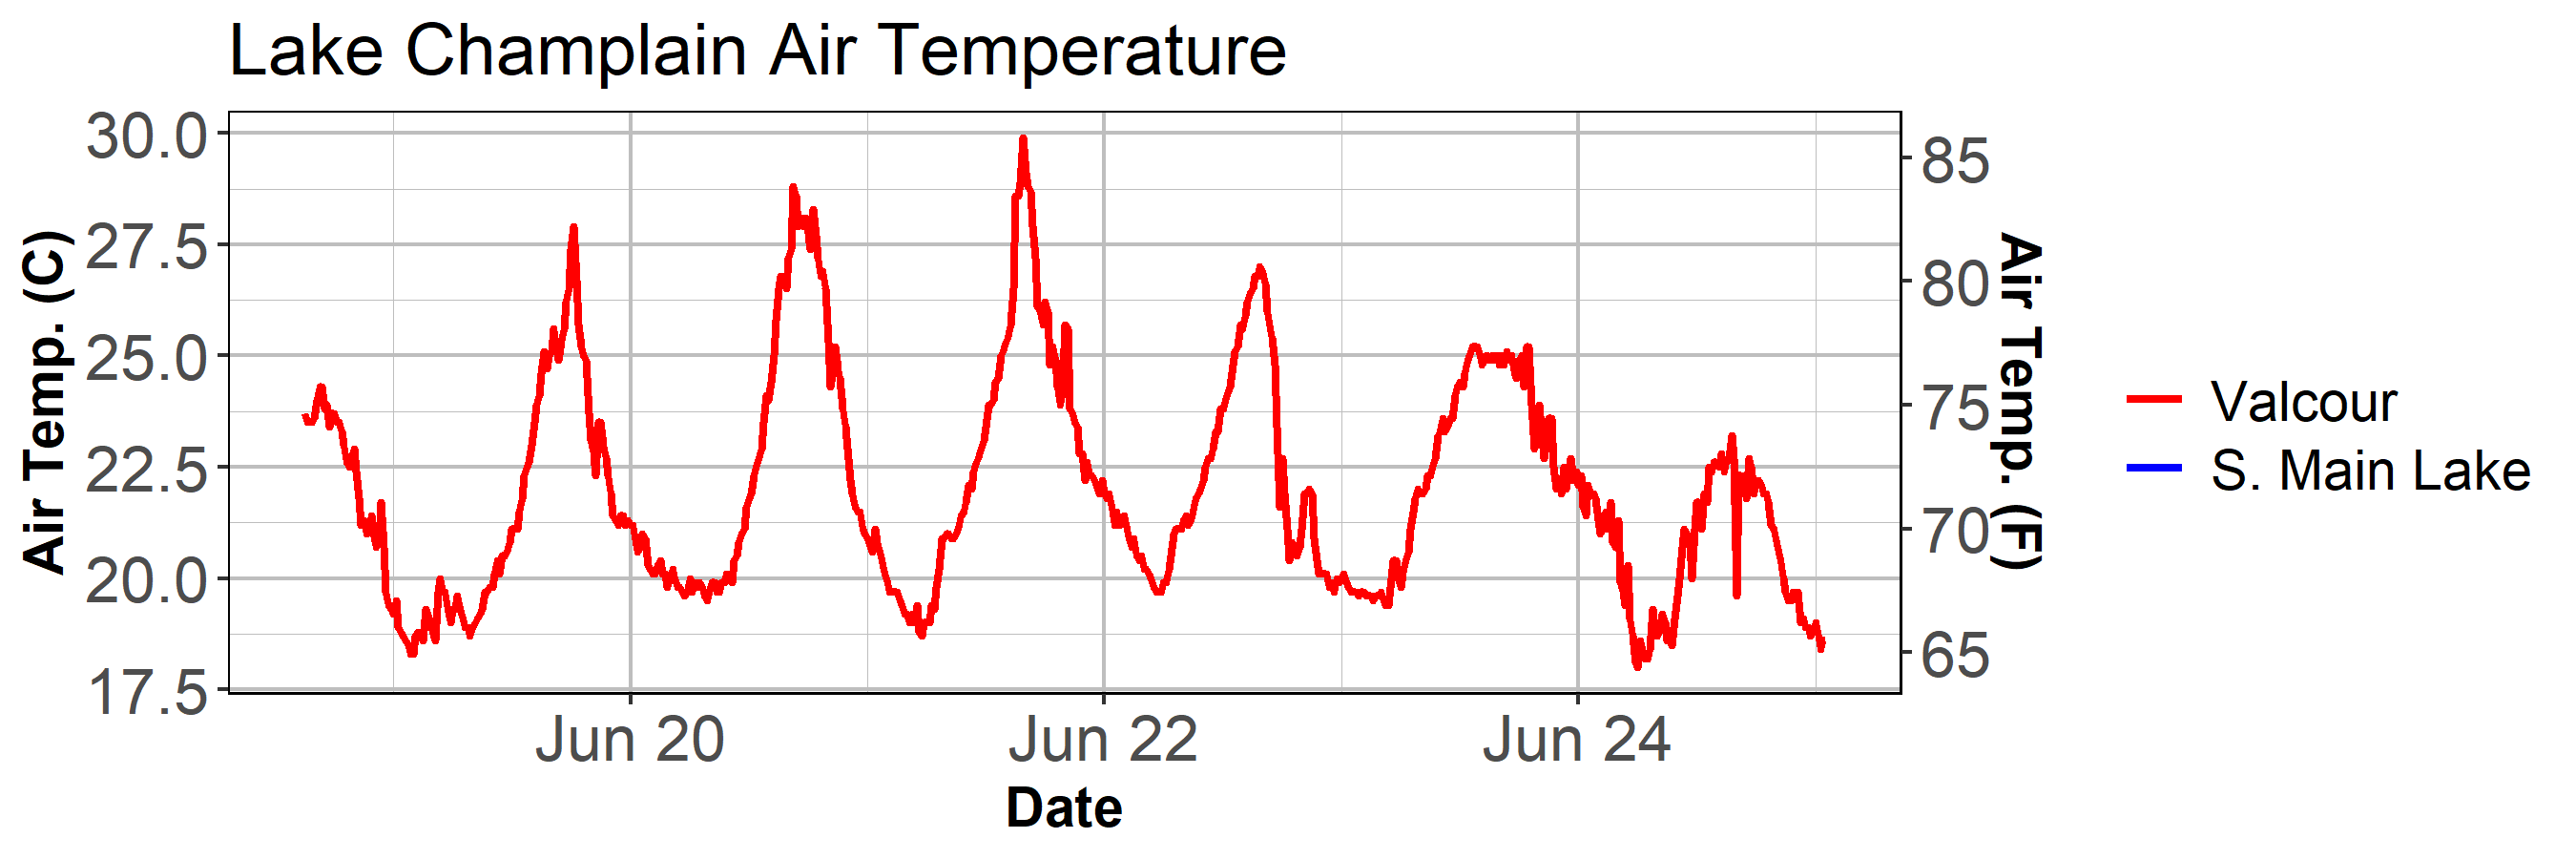 Lake Champlain Air Temperature
30.0
27.5
25.0
22.5
20.0
17.5
Air Temp. (C)
85
80
75
70
65
Air Temp. (F)
Jun 20
Jun 22
Jun 24
Date
Valcour
S. Main Lake